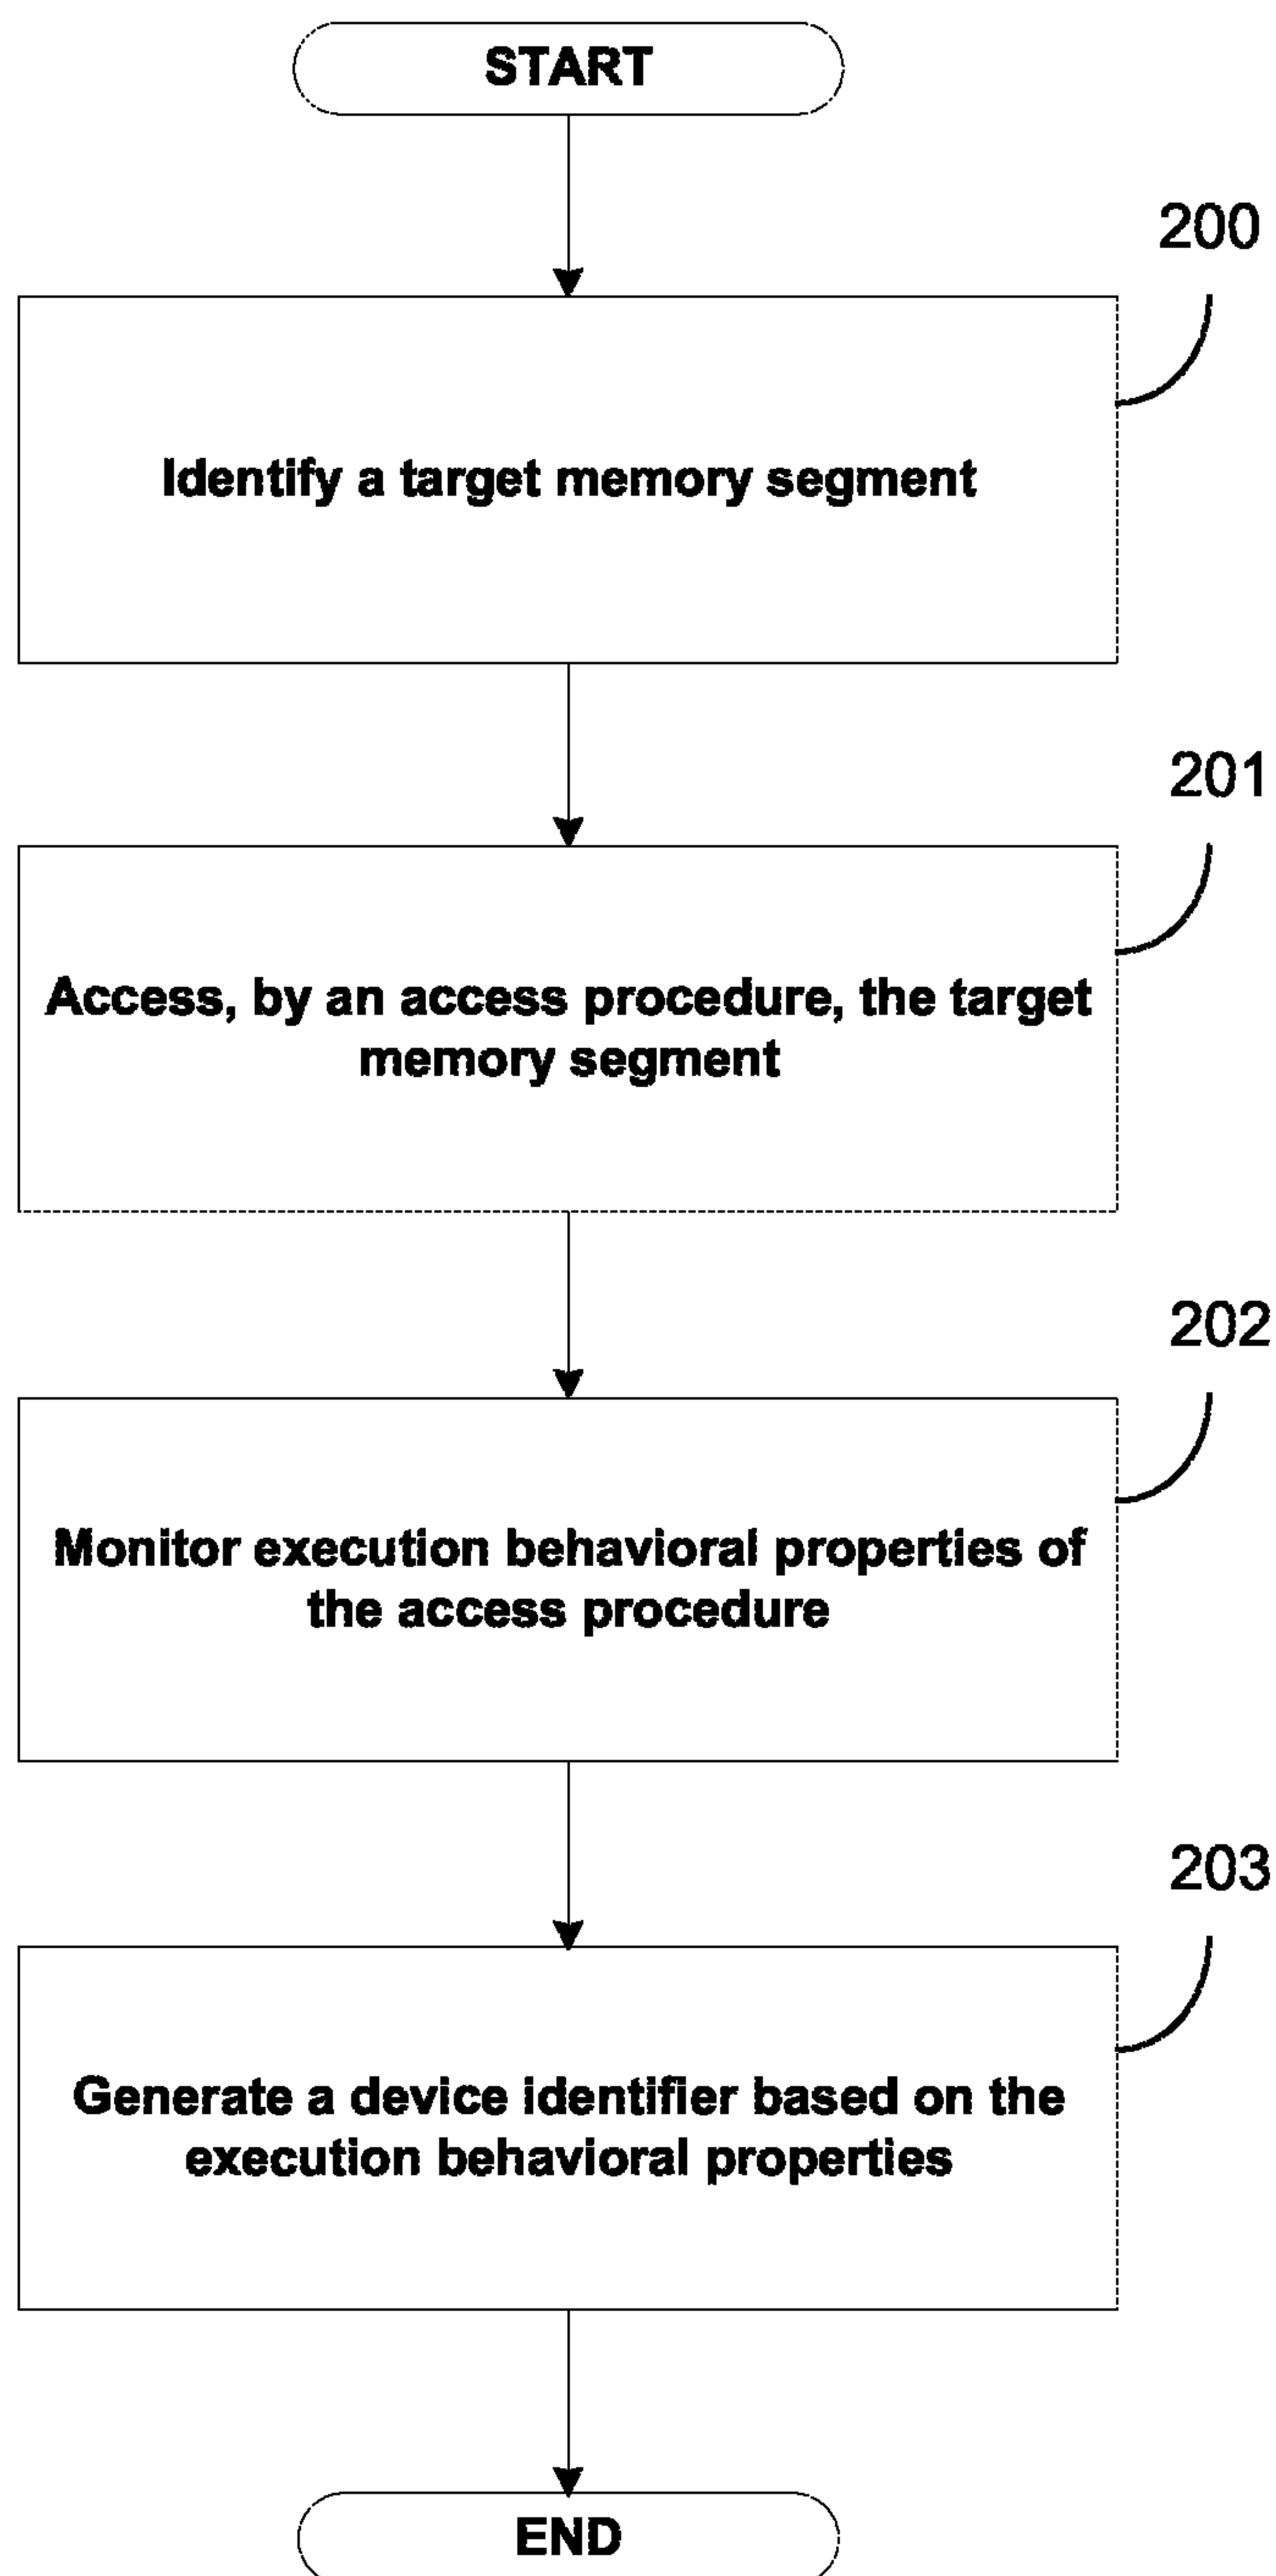 START
200
Identify a target memory segment
201
Access, by an access procedure, the target
memory segment
202
Monitor execution behavioral properties of
the access procedure
203
Generate a device identifier based on the
execution behavioral properties
END